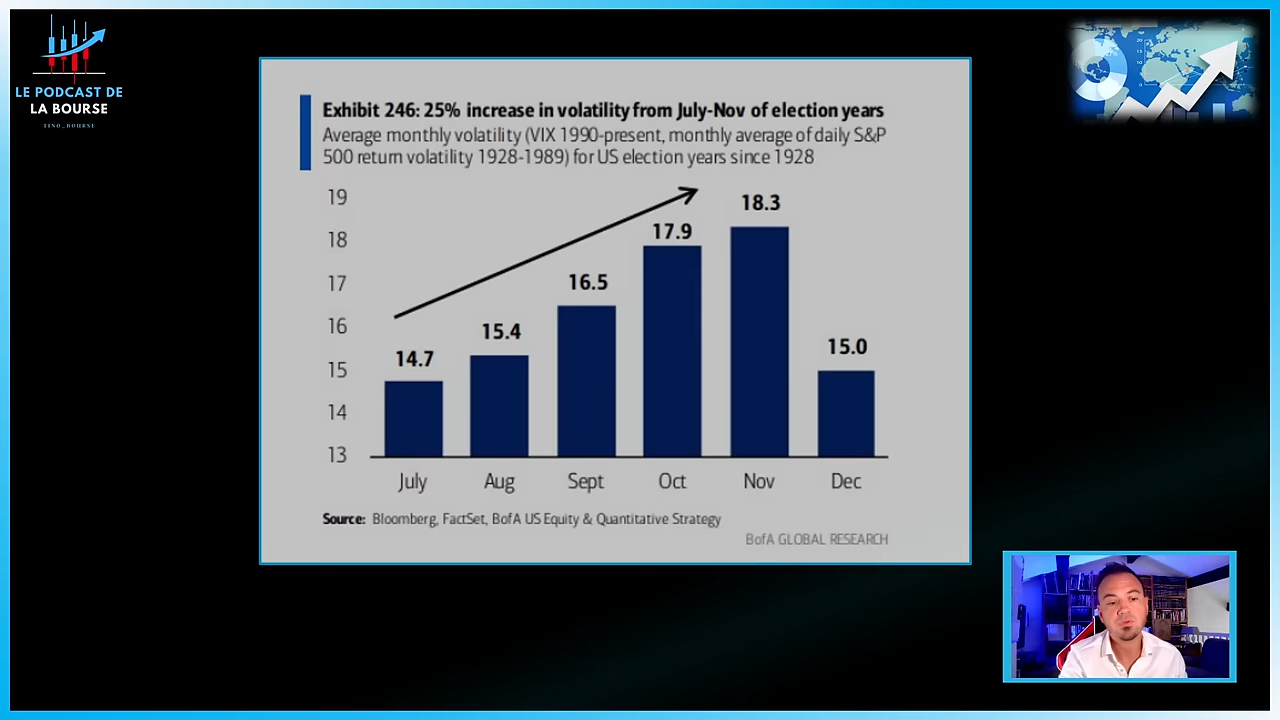 LE PODCAST DE
LA BOURSE
TINO_BOURSE
Exhibit 246: 25% increase in volatility from July-Nov of election years
Average monthly volatility (VIX 1990-present, monthly average of daily S&P
500 return volatility 1928-1989) for US election years since 1928
19
18
17
16
15
14
13
14.7
15.4
16.5
17.9
18.3
15.0
July
Aug
Sept
Oct
Nov
Dec
Source: Bloomberg, FactSet, BofA US Equity & Quantitative Strategy
BofA GLOBAL RESEARCH